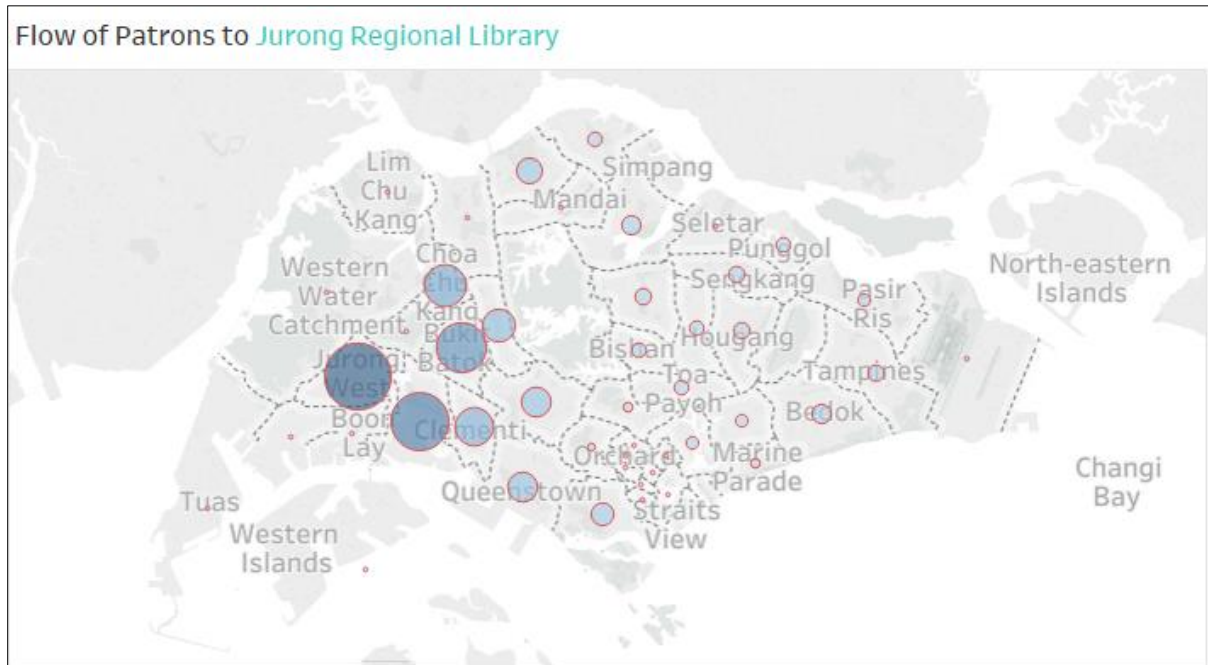 Flow of Patrons to Jurong Regional Library
Lim
Chu
Kang
Simpang
Mandai
Seletar
Punggol
Choa
Chu
Kang
Sengkang
North-eastern
Islands
Western
Water
Catchment
Pasir
Ris
Bukit
Batok
Bishan
Hougang
Jurong
West
Toa
Payoh
Tampines
Boon
Lay
Clementi
Bedok
Orchard
Marine
Parade
Changi
Bay
Queenstown
Tuas
Straits
View
Western
Islands